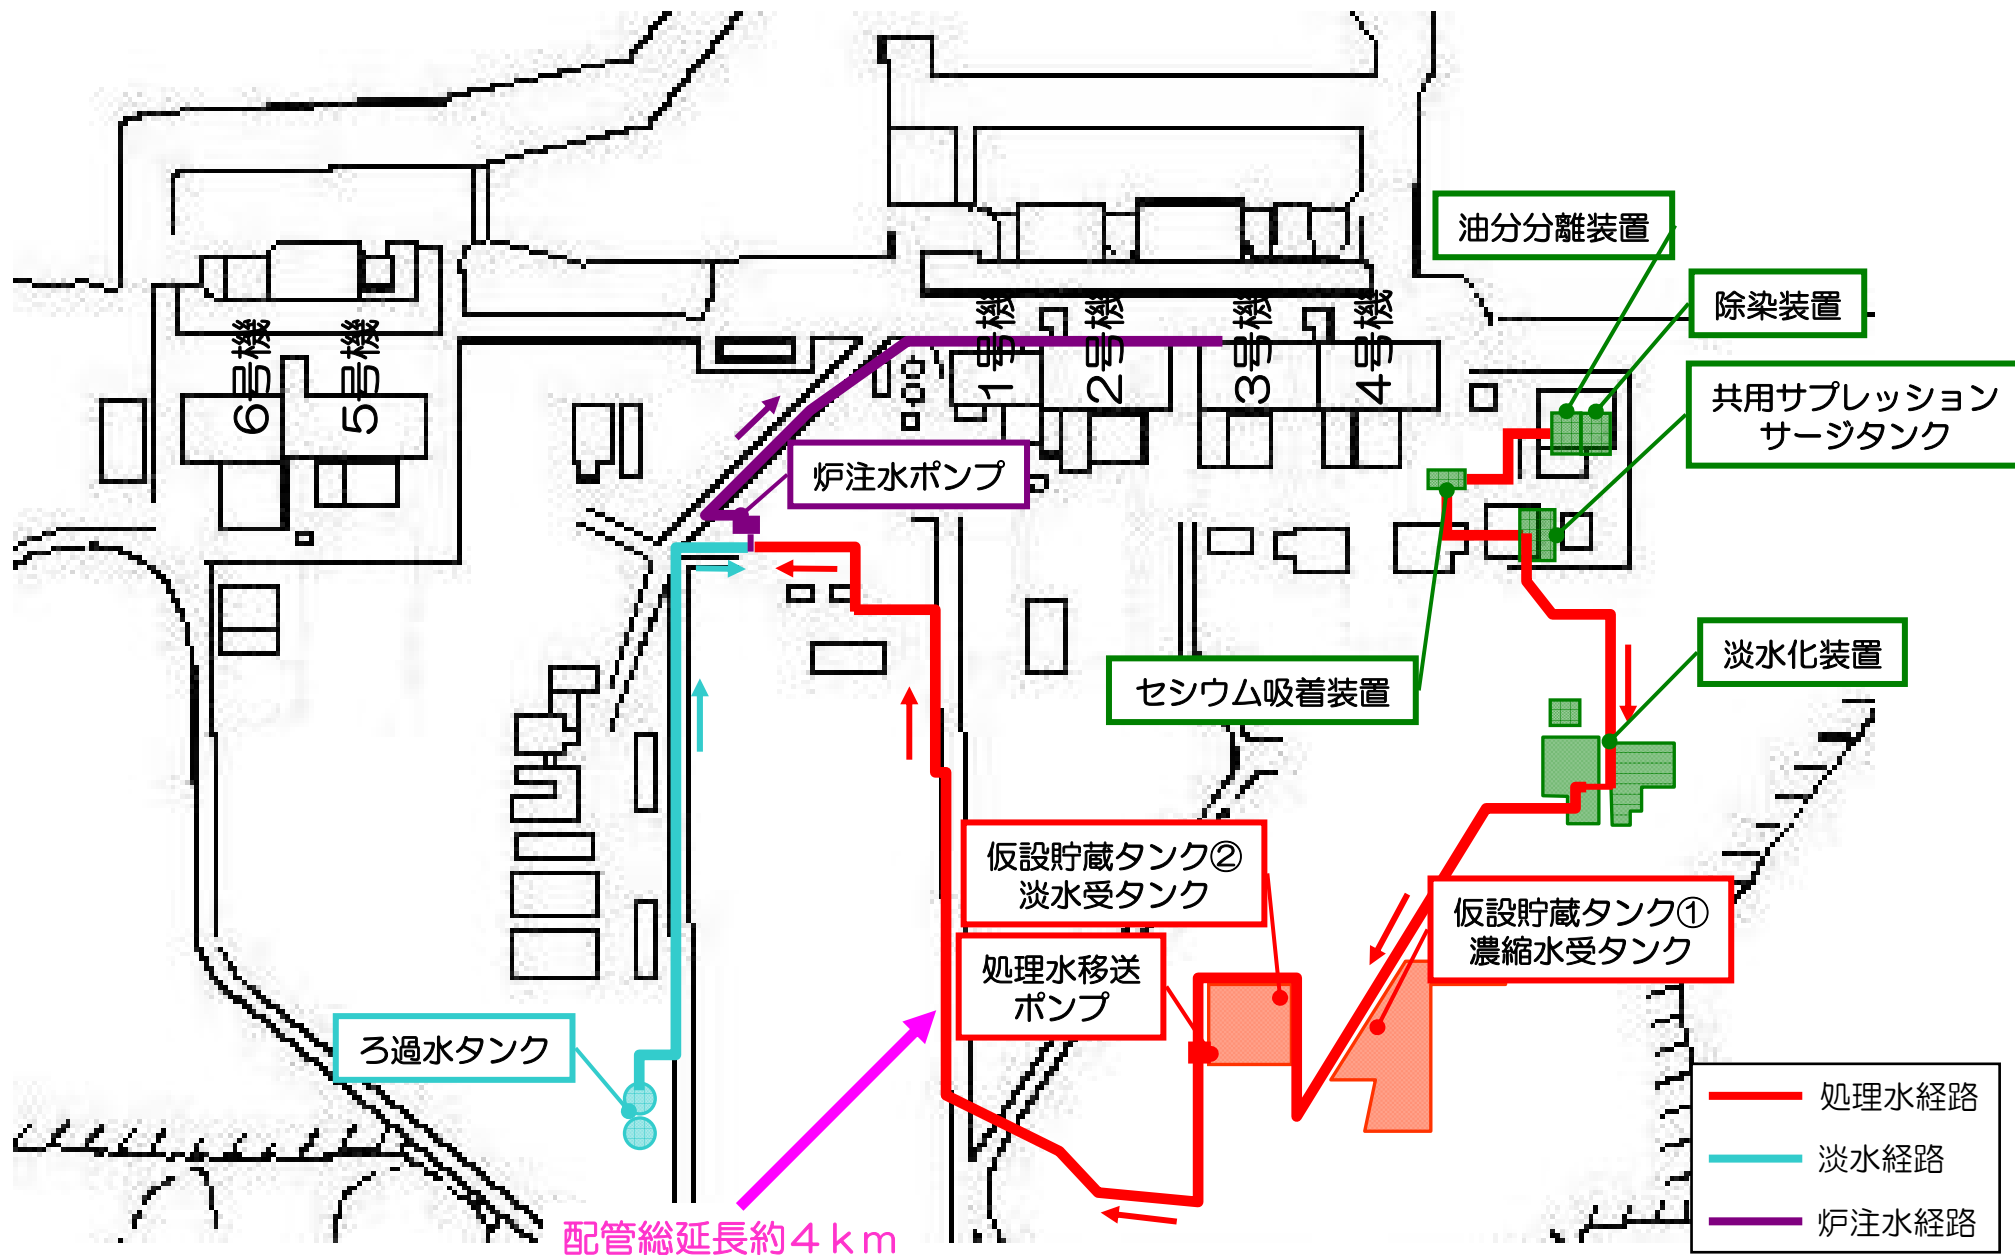 油分分離装置
除染装置
共用サプレッション
サージタンク
1号機
2号機
3号機
4号機
6号機
5号機
炉注水ポンプ
セシウム吸着装置
淡水化装置
仮設貯蔵タンク②
淡水受タンク
仮設貯蔵タンク①
濃縮水受タンク
処理水移送
ポンプ
ろ過水タンク
処理水経路
淡水経路
炉注水経路
配管総延長約4km